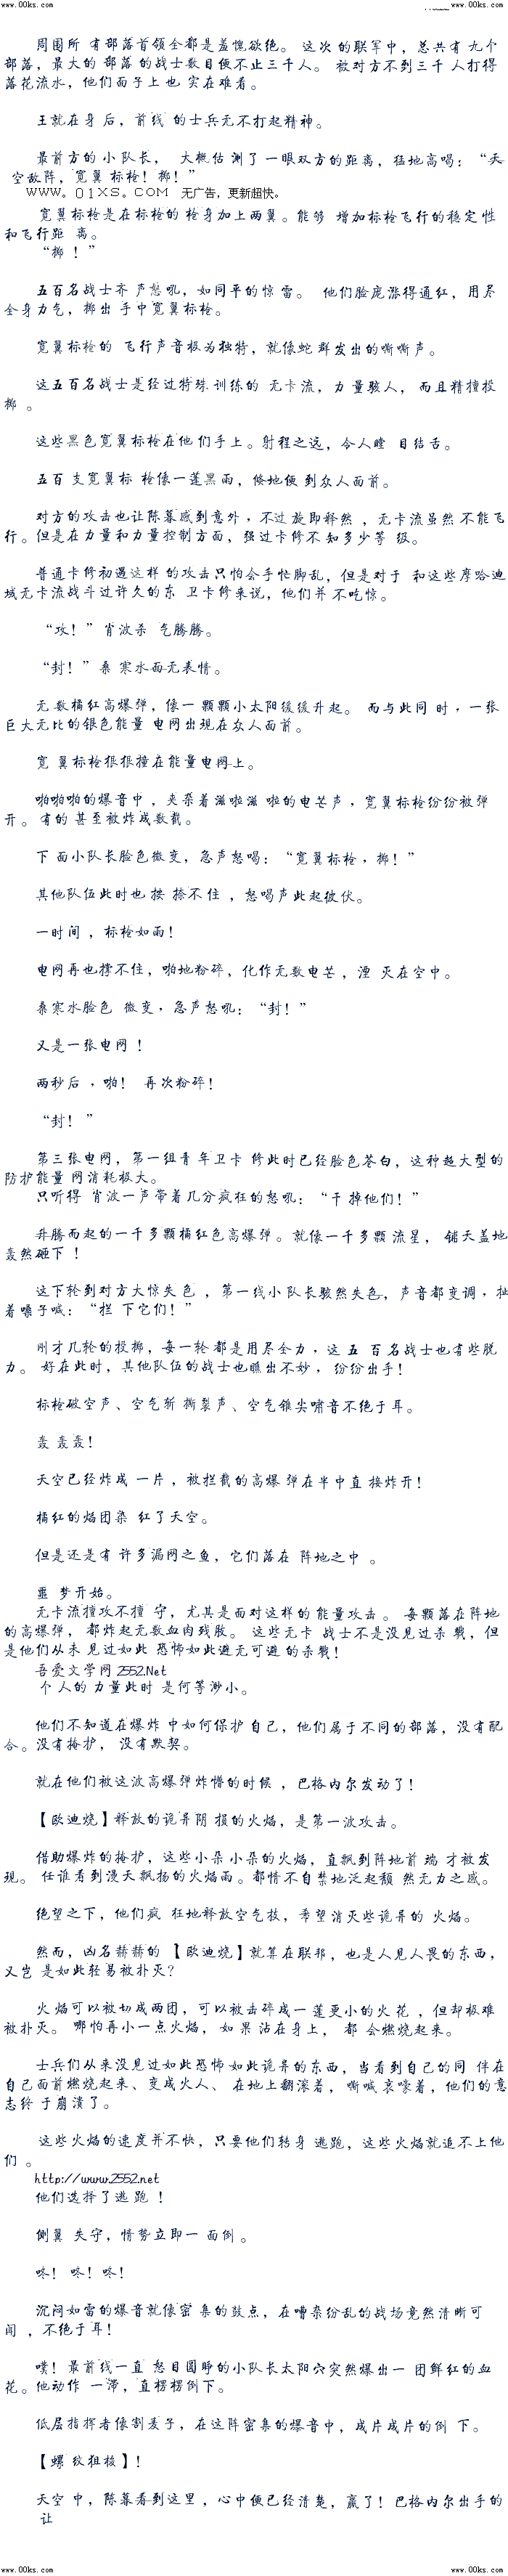 www.00ks.com www.00ks.com
周围所 有部落首领全都是羞愧欲绝。 这次 的联军中，总共有 九个
部落，最大的 部落 的战士数目便不止三千人。 被对方不到三千 人打得
落花流水，他们面子上也 实在难看。
王就在身 后，前线 的士兵无不打起精神。
最前方的小队长， 大概估 测了 一眼双方的距离，猛地高喝：“天
空敌阵，宽翼 标枪！掷！”
WWW。01XS。COM 无广告，更新超快。
宽翼标枪是在标枪的 枪身加上两翼。能够 增加标枪飞行的稳定性
和飞行距 离。
“掷 ！”
五百名战士齐 声怒吼，如同平的惊 雷。 他们脸庞涨得通红，用尽
全身力气，掷出 手中宽翼标枪。
宽翼标枪的 飞行声音极为独特，就像蛇 群发出的嘶嘶声。
这五百名战士是经过特殊 训练的 无卡流，力 量骇人， 而且精擅投
掷 。
这些黑色宽翼标枪在他们手上。射程之远，令人瞠 目结舌。
五百 支宽翼标 枪像一蓬黑雨，倏地便 到众人面前。
对方的攻击也让陈暮感到意外，不过 旋即释然 ，无卡流虽然 不能飞
行。但是在力量和力量控制方面，强过卡修不知多少等 级。
普通卡修初遇这样 的攻击只怕会手忙脚乱，但是对于 和这些摩哈迪
域无卡流战斗过许久的东 卫卡修来说，他们并 不吃惊。
“攻！”肖波杀 气腾腾。
“封！”桑 寒水面无表情。
无 数橘红高爆弹，像一 颗颗小太阳缓缓升起。 而与此同 时，一张
巨大无比的银色能量 电网出现在众人面前。
宽 翼标枪狠狠撞在能量电网上。
啪啪啪的爆音中 ，夹杂着滋啦滋 啦的电芒声，宽翼标枪纷纷被弹
开。有的 甚至被炸成数截。
下 面小队长脸色微变，急声怒喝：“宽翼标枪，掷！”
其他队伍此时也 按 捺不住 ，怒喝声此起彼伏。
一时间 ，标枪如雨！
电网再也撑不住，啪地粉碎，化作无数电芒，湮 灭在空中。
桑寒水脸色 微变，急声怒吼：“封！”
又是一张电网 ！
两秒后 ，啪！ 再次粉碎！
“封！ ”
第三张电网，第一组青 年卫卡 修此时已经脸色苍白，这种超大型的
防护能量 网消耗极大。
只听得 肖波一声带着几分疯狂的怒吼：“干掉他们！”
升腾而起的一千多颗橘红色高爆弹。就像一千多颗 流星， 铺天盖地
轰然砸下 ！
这下轮到对方大惊失色 ，第一线小队长骇然失色，声音都变调，扯
着嗓子喊：“拦 下它们！”
刚才几轮的投掷，每一轮 都是用尽全力，这 五 百名战士也有些脱
力。 好在此时，其他队伍的战士也瞧出不妙， 纷纷出手！
标枪破空声、空气斩 撕裂声、空气锥尖啸音不绝于耳。
轰 轰轰！
天空已经炸成 一片，被拦截的高爆 弹在半中直 接炸开！
橘红的焰团染 红了天空。
但是还是有 许多漏网之鱼，它们落在 阵地之中 。
噩 梦开始。
无卡流擅攻不擅 守，尤其是面对这样的 能量攻击 。 每颗落在阵地
的高爆弹， 都炸起无数血肉残肢。 这些无卡 战士不是没见过杀 戮，但
是他们从未 见过如此 恐怖如此避无可避 的杀戮！
吾爱文学网 2552.Net
个 人的 力量此时 是何等渺小。
他们不知道在爆炸 中如何保护 自己，他们属于不同的部落，没有配
合。没有掩护， 没有默契。
就在他们被这波高爆弹炸懵的时候 ，巴格内尔发动了！
【欧迪烧】释放的诡异阴 损的火焰，是第一波攻击。
借助爆炸的掩护，这些小朵 小朵的火焰，直飘到阵地前 端 才被发
现。 任谁看到漫天飘扬的火焰雨。都情不自 禁地泛起颓 然无力之感。
绝望之下，他们疯 狂地释放空气技，希望消灭些诡异的 火焰。
然而，凶名赫赫的 【欧迪烧】就算在联邦，也是人见人畏的东西，
又岂 是如此轻易被扑灭？
火 焰可以被切成两团，可以被击碎成一 蓬更小的火花 ，但却极难
被扑灭。 哪怕再小一点火焰，如 果 沾在身上， 都 会燃烧起来。
士兵们从来没见过如此恐怖 如此诡异的东西，当看到自己的同 伴在
自己面前燃烧起来、变成火人、 在地上翻滚着，嘶喊哀嚎着，他们的意
志终 于崩溃了。
这些火焰的速度并不快，只要他们转身 逃跑，这些火焰就追不上他
们 。
http://www.2552.net
他们选择了逃 跑 ！
侧翼 失守，情势立即一 面倒 。
咚！ 咚！咚！
沉闷如雷的爆音就像密 集的鼓点，在嘈杂纷乱的战场竟然清晰可
闻 ，不绝于耳！
噗！ 最前线一直 怒目圆睁的小队长太阳穴突然爆出一 团鲜红的血
花。他动作 一滞，直楞楞倒下。
低层指挥者像割麦子，在这阵密集的爆音中，成片成片的倒 下。
【螺 纹狙梭】！
天空 中，陈暮看到这里 ，心中便已经清楚，赢了！巴格内尔出手的
让
www.00ks.com www.00ks.com